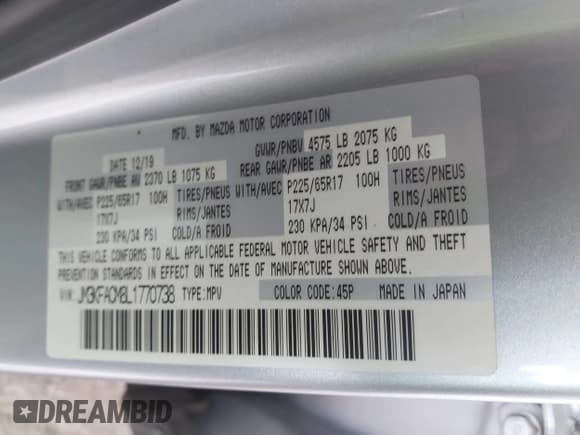 MFD. BY MAZDA MOTOR CORPORATION
DATE 12/19 GVWR/PNBV 4575 LB 2075 KG
FRONT GAWR/PNBE AV 2370 LB 1075 KG REAR GAWR/PNBE AR 2205 LB 1000 KG
WITH/AVEC P225/65R17 100H TIRES/PNEUS WITH/AVEC P225/65R17 100H TIRES/PNEUS
17X7J RIMS/JANTES 17X7J RIMS/JANTES
230 KPA/34 PSI COLD/A FROID 230 KPA/34 PSI COLD/A FROID
THIS VEHICLE CONFORMS TO ALL APPLICABLE FEDERAL MOTOR VEHICLE SAFETY AND THEFT
PREVENTION STANDARDS IN EFFECT ON THE DATE OF MANUFACTURE SHOWN ABOVE.
VIN: JM3KFACM8L1770738 TYPE:MPV COLOR CODE:45P MADE IN JAPAN
DREAMBID